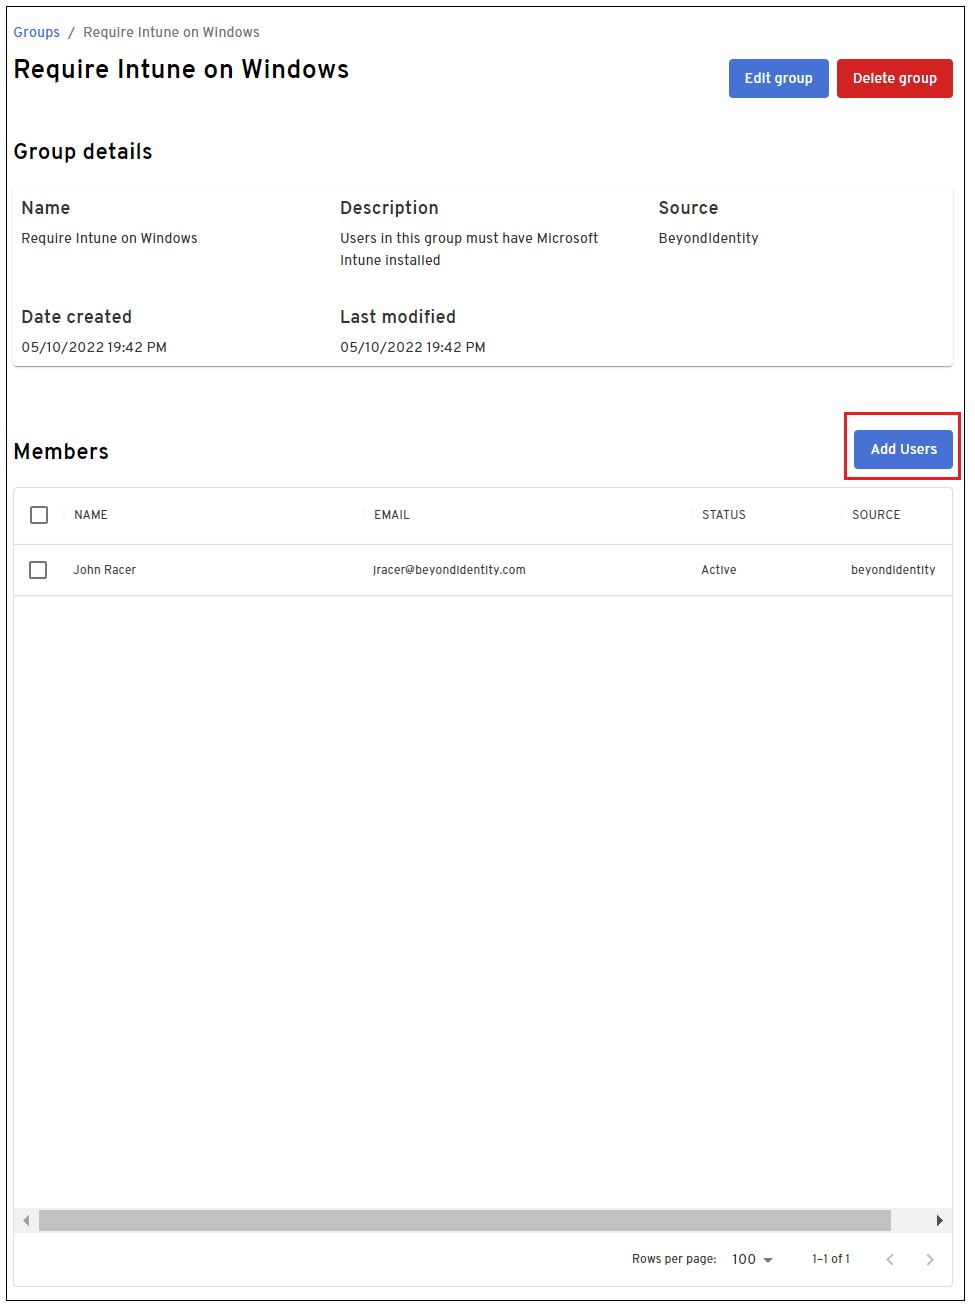 Groups / Require Intune on Windows
Require Intune on Windows
Edit group
Delete group
Group details
Name
Description
Source
Require Intune on Windows
Users in this group must have Microsoft
Intune installed
BeyondIdentity
Date created
Last modified
05/10/2022 19:42 PM
05/10/2022 19:42 PM
Members
Add Users
NAME
EMAIL
STATUS
SOURCE
John Racer
jracer@beyondidentity.com
Active
beyondidentity
Rows per page: 100
1–1 of 1